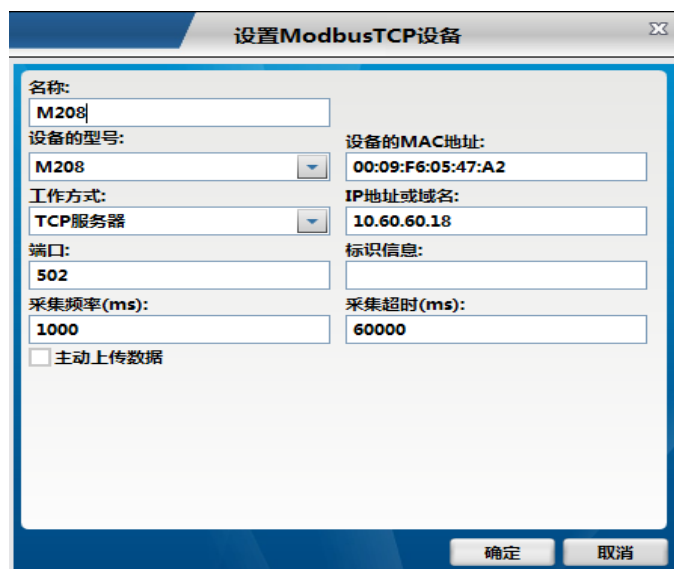 设置ModbusTCP设备
名称:
M208
设备的型号:
设备的MAC地址:
M208
00:09:F6:05:47:A2
工作方式:
IP地址或域名:
TCP服务器
10.60.60.18
端口:
标识信息:
502
采集频率(ms):
采集超时(ms):
1000
60000
主动上传数据
确定
取消